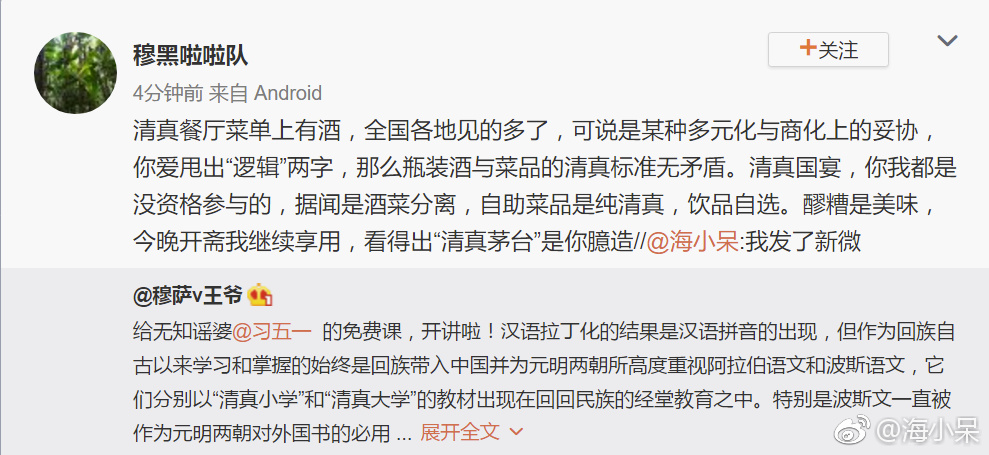 穆黑啦啦队
+关注
4分钟前 来自 Android
清真餐厅菜单上有酒，全国各地见的多了，可说是某种多元化与商化上的妥协，
你爱甩出“逻辑”两字，那么瓶装酒与菜品的清真标准无矛盾。清真国宴，你我都是
没资格参与的，据闻是酒菜分离，自助菜品是纯清真，饮品自选。醪糟是美味，
今晚开斋我继续享用，看得出“清真茅台”是你臆造//@海小呆:我发了新微
@穆萨v王爷
给无知谣婆@习五一 的免费课，开讲啦！汉语拉丁化的结果是汉语拼音的出现，但作为回族自
古以来学习和掌握的始终是回族带入中国并为元明两朝所高度重视阿拉伯语文和波斯语文，它
们分别以“清真小学”和“清真大学”的教材出现在回回民族的经堂教育之中。特别是波斯文一直被
作为元明两朝对外国书的必用 ... 展开全文
@海小呆